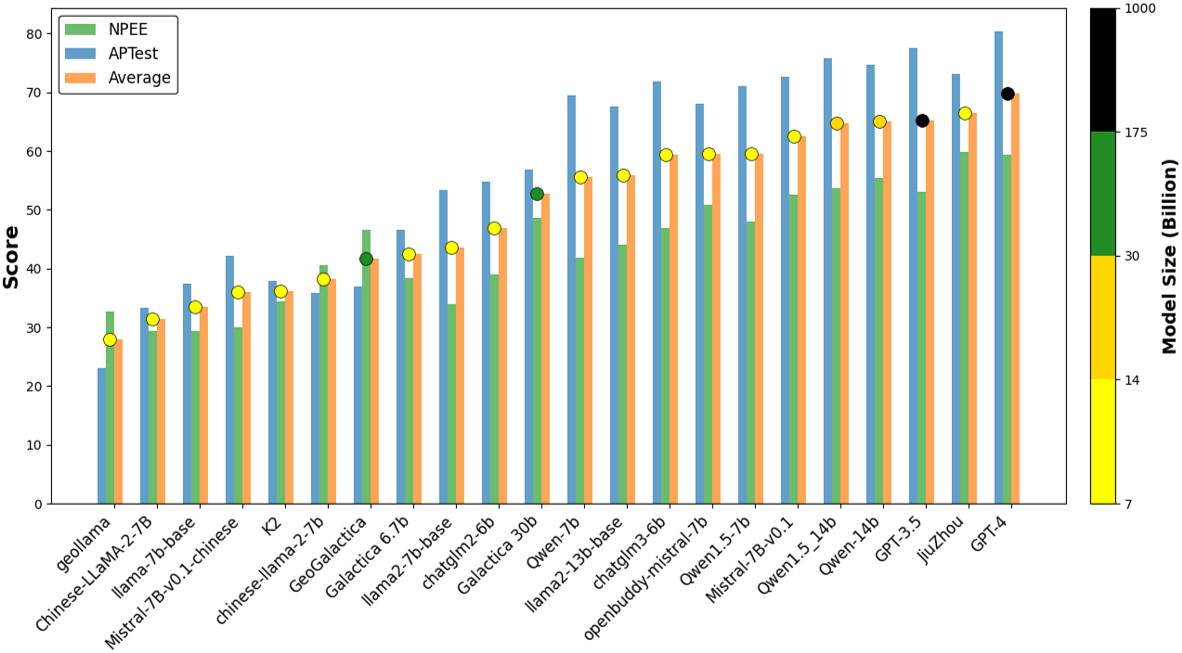 NPEE
APTest
Average
Score
80
70
60
50
40
30
20
10
0
geollama
Chinese-LLaMA-2-7B
llama-7b-base
Mistral-7B-v0.1-chinese
K2
chinese-llama-2-7b
GeoGalactica
Galactica 6.7b
llama2-7b-base
chatglm2-6b
Galactica 30b
Qwen-7b
llama2-13b-base
chatglm3-6b
openbuddy-mistral-7b
Qwen1.5-7b
Mistral-7B-v0.1
Qwen1.5_14b
Qwen-14b
GPT-3.5
JiuZhou
GPT-4
1000
175
30
14
7
Model Size (Billion)